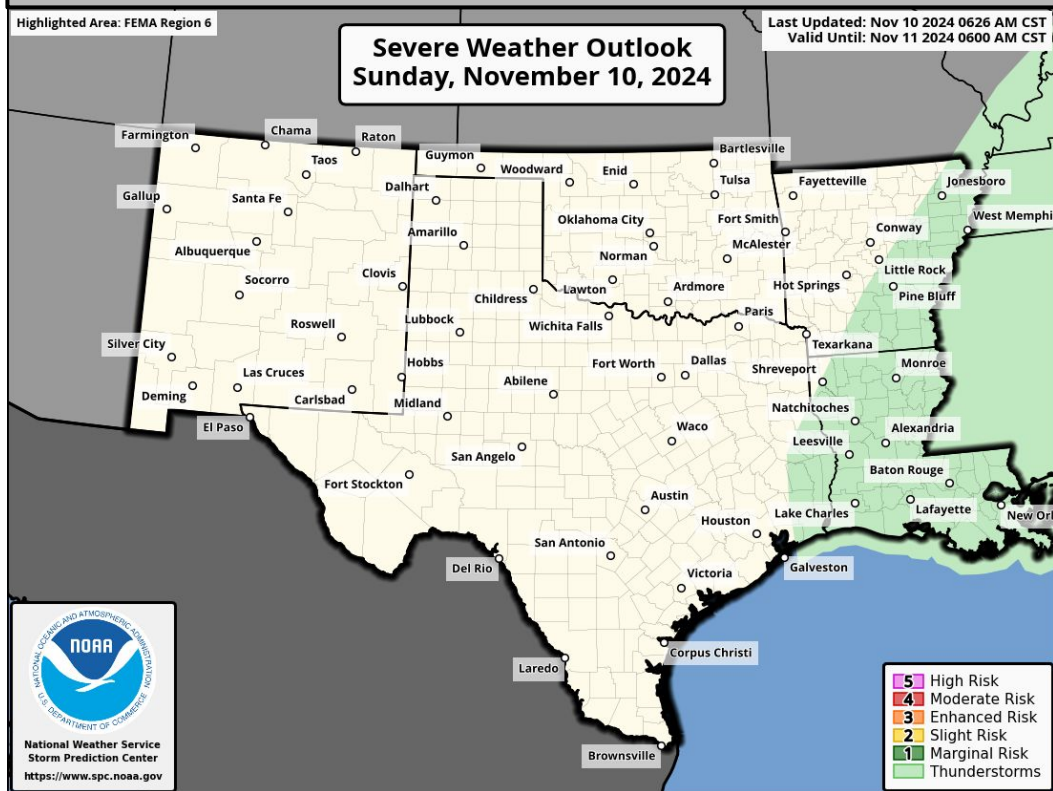 Highlighted Area: FEMA Region 6
Last Updated: Nov 10 2024 0626 AM CST
Valid Until: Nov 11 2024 0600 AM CST
Severe Weather Outlook
Sunday, November 10, 2024
Farmington
Chama
Raton
Taos
Guymon
Woodward
Enid
Bartlesville
Gallup
Santa Fe
Dalhart
Tulsa
Fayetteville
Jonesboro
Albuquerque
Amarillo
Oklahoma City
Fort Smith
Conway
West Memphi
Socorro
Clovis
Norman
McAlester
Little Rock
Childress
Lawton
Ardmore
Hot Springs
Pine Bluff
Roswell
Lubbock
Wichita Falls
Paris
Texarkana
Silver City
Las Cruces
Hobbs
Fort Worth
Dallas
Shreveport
Monroe
Deming
Carlsbad
Midland
Abilene
Natchitoches
El Paso
Waco
Leesville
Alexandria
San Angelo
Baton Rouge
Fort Stockton
Austin
Houston
Lake Charles
Lafayette
New Orl
San Antonio
Del Rio
Galveston
Victoria
Laredo
Corpus Christi
Brownsville
NATIONAL OCEANIC AND ATMOSPHERIC ADMINISTRATION
NOAA
U.S. DEPARTMENT OF COMMERCE
National Weather Service
Storm Prediction Center
https://www.spc.noaa.gov
5 High Risk
4 Moderate Risk
3 Enhanced Risk
2 Slight Risk
1 Marginal Risk
Thunderstorms